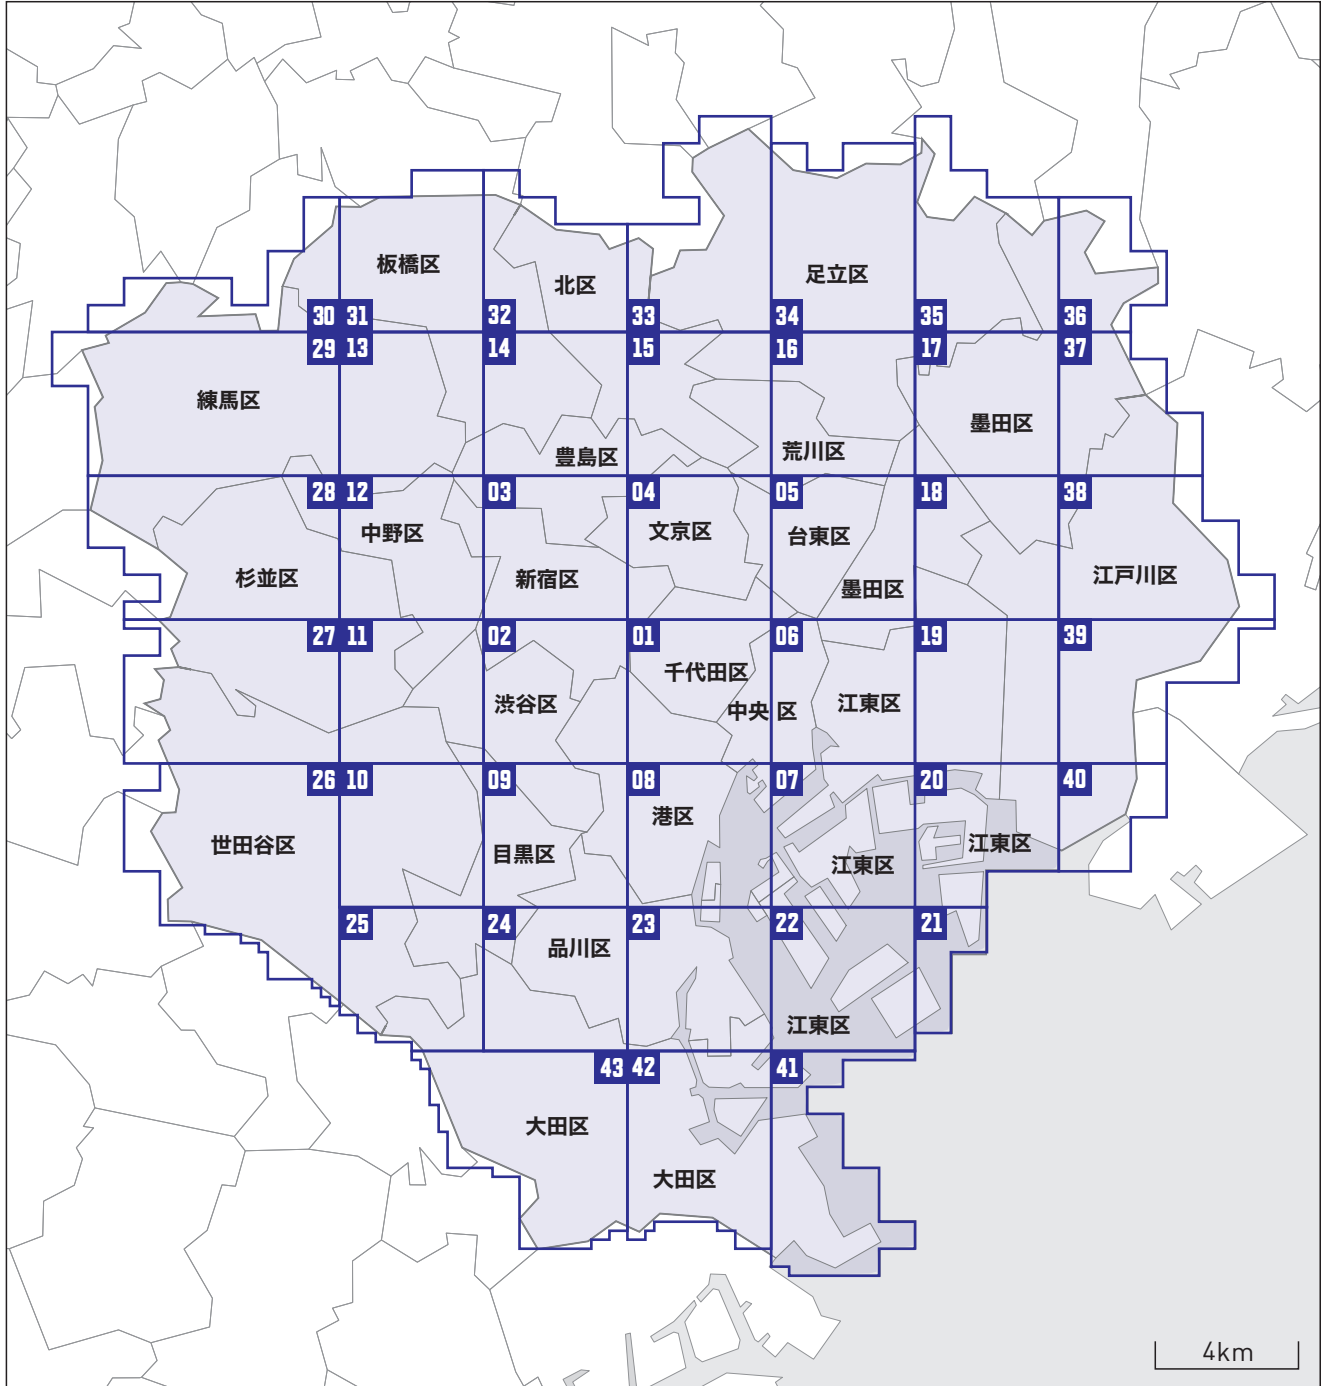 板橋区
北区
足立区
30 31 32 33 34 35 36
29 13 14 15 16 17 37
練馬区
墨田区
豊島区
荒川区
28 12 03 04 05 18 38
中野区
文京区
台東区
杉並区
新宿区
墨田区
江戸川区
27 11 02 01 06 19 39
千代田区
渋谷区
中央区
江東区
26 10 09 08 07 20 40
港区
世田谷区
目黒区
江東区
江東区
25 24 23 22 21
品川区
江東区
43 42 41
大田区
大田区
4km